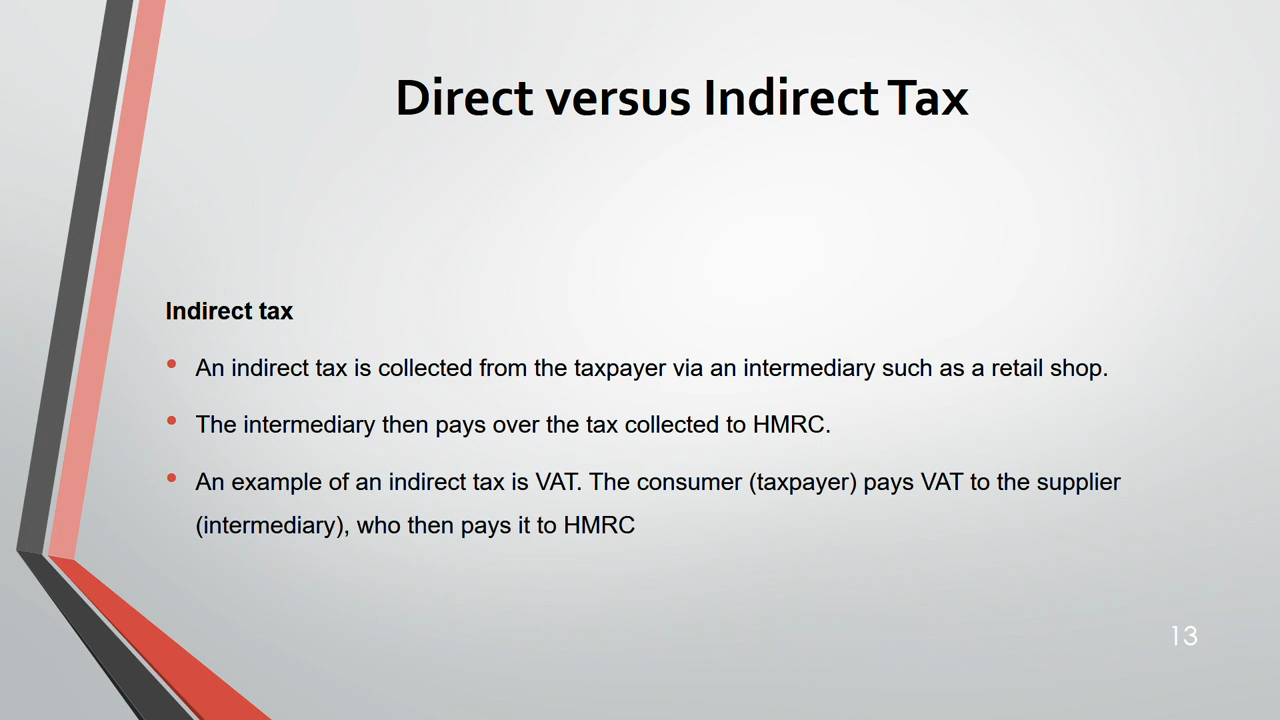 Direct versus Indirect Tax
Indirect tax
• An indirect tax is collected from the taxpayer via an intermediary such as a retail shop.
• The intermediary then pays over the tax collected to HMRC.
• An example of an indirect tax is VAT. The consumer (taxpayer) pays VAT to the supplier
(intermediary), who then pays it to HMRC
13